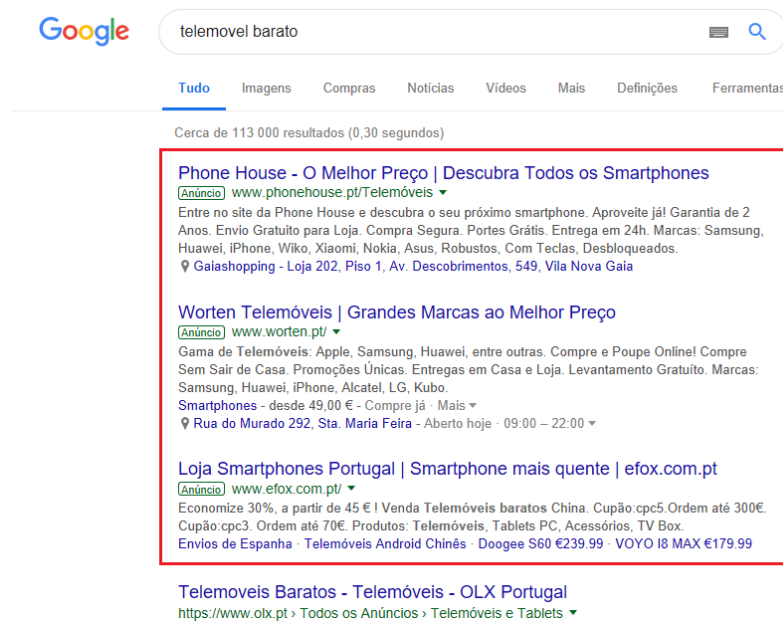 Google
telemovel barato
Tudo Imagens Compras Notícias Vídeos Mais Definições Ferramentas
Cerca de 113 000 resultados (0,30 segundos)
Phone House - O Melhor Preço | Descubra Todos os Smartphones
Anúncio www.phonehouse.pt/Telemóveis
Entre no site da Phone House e descubra o seu próximo smartphone. Aproveite já! Garantia de 2
Anos. Envio Gratuito para Loja. Compra Segura. Portes Grátis. Entrega em 24h. Marcas: Samsung,
Huawei, iPhone, Wiko, Xiaomi, Nokia, Asus, Robustos, Com Teclas, Desbloqueados.
Gaiashopping - Loja 202, Piso 1, Av. Descobrimentos, 549, Vila Nova Gaia
Worten Telemóveis | Grandes Marcas ao Melhor Preço
Anúncio www.worten.pt/
Gama de Telemóveis: Apple, Samsung, Huawei, entre outras. Compre e Poupe Online! Compre
Sem Sair de Casa. Promoções Únicas. Entregas em Casa e Loja. Levantamento Gratuíto. Marcas:
Samsung, Huawei, iPhone, Alcatel, LG, Kubo.
Smartphones - desde 49,00 € - Compre já · Mais
Rua do Murado 292, Sta. Maria Feira - Aberto hoje · 09:00 – 22:00
Loja Smartphones Portugal | Smartphone mais quente | efox.com.pt
Anúncio www.efox.com.pt/
Economize 30%, a partir de 45 € ! Venda Telemóveis baratos China. Cupão:cpc5.Ordem até 300€.
Cupão:cpc3. Ordem até 70€. Produtos: Telemóveis, Tablets PC, Acessórios, TV Box.
Envios de Espanha · Telemóveis Android Chinês · Doogee S60 €239.99 · VOYO I8 MAX €179.99
Telemoveis Baratos - Telemóveis - OLX Portugal
https://www.olx.pt › Todos os Anúncios › Telemóveis e Tablets